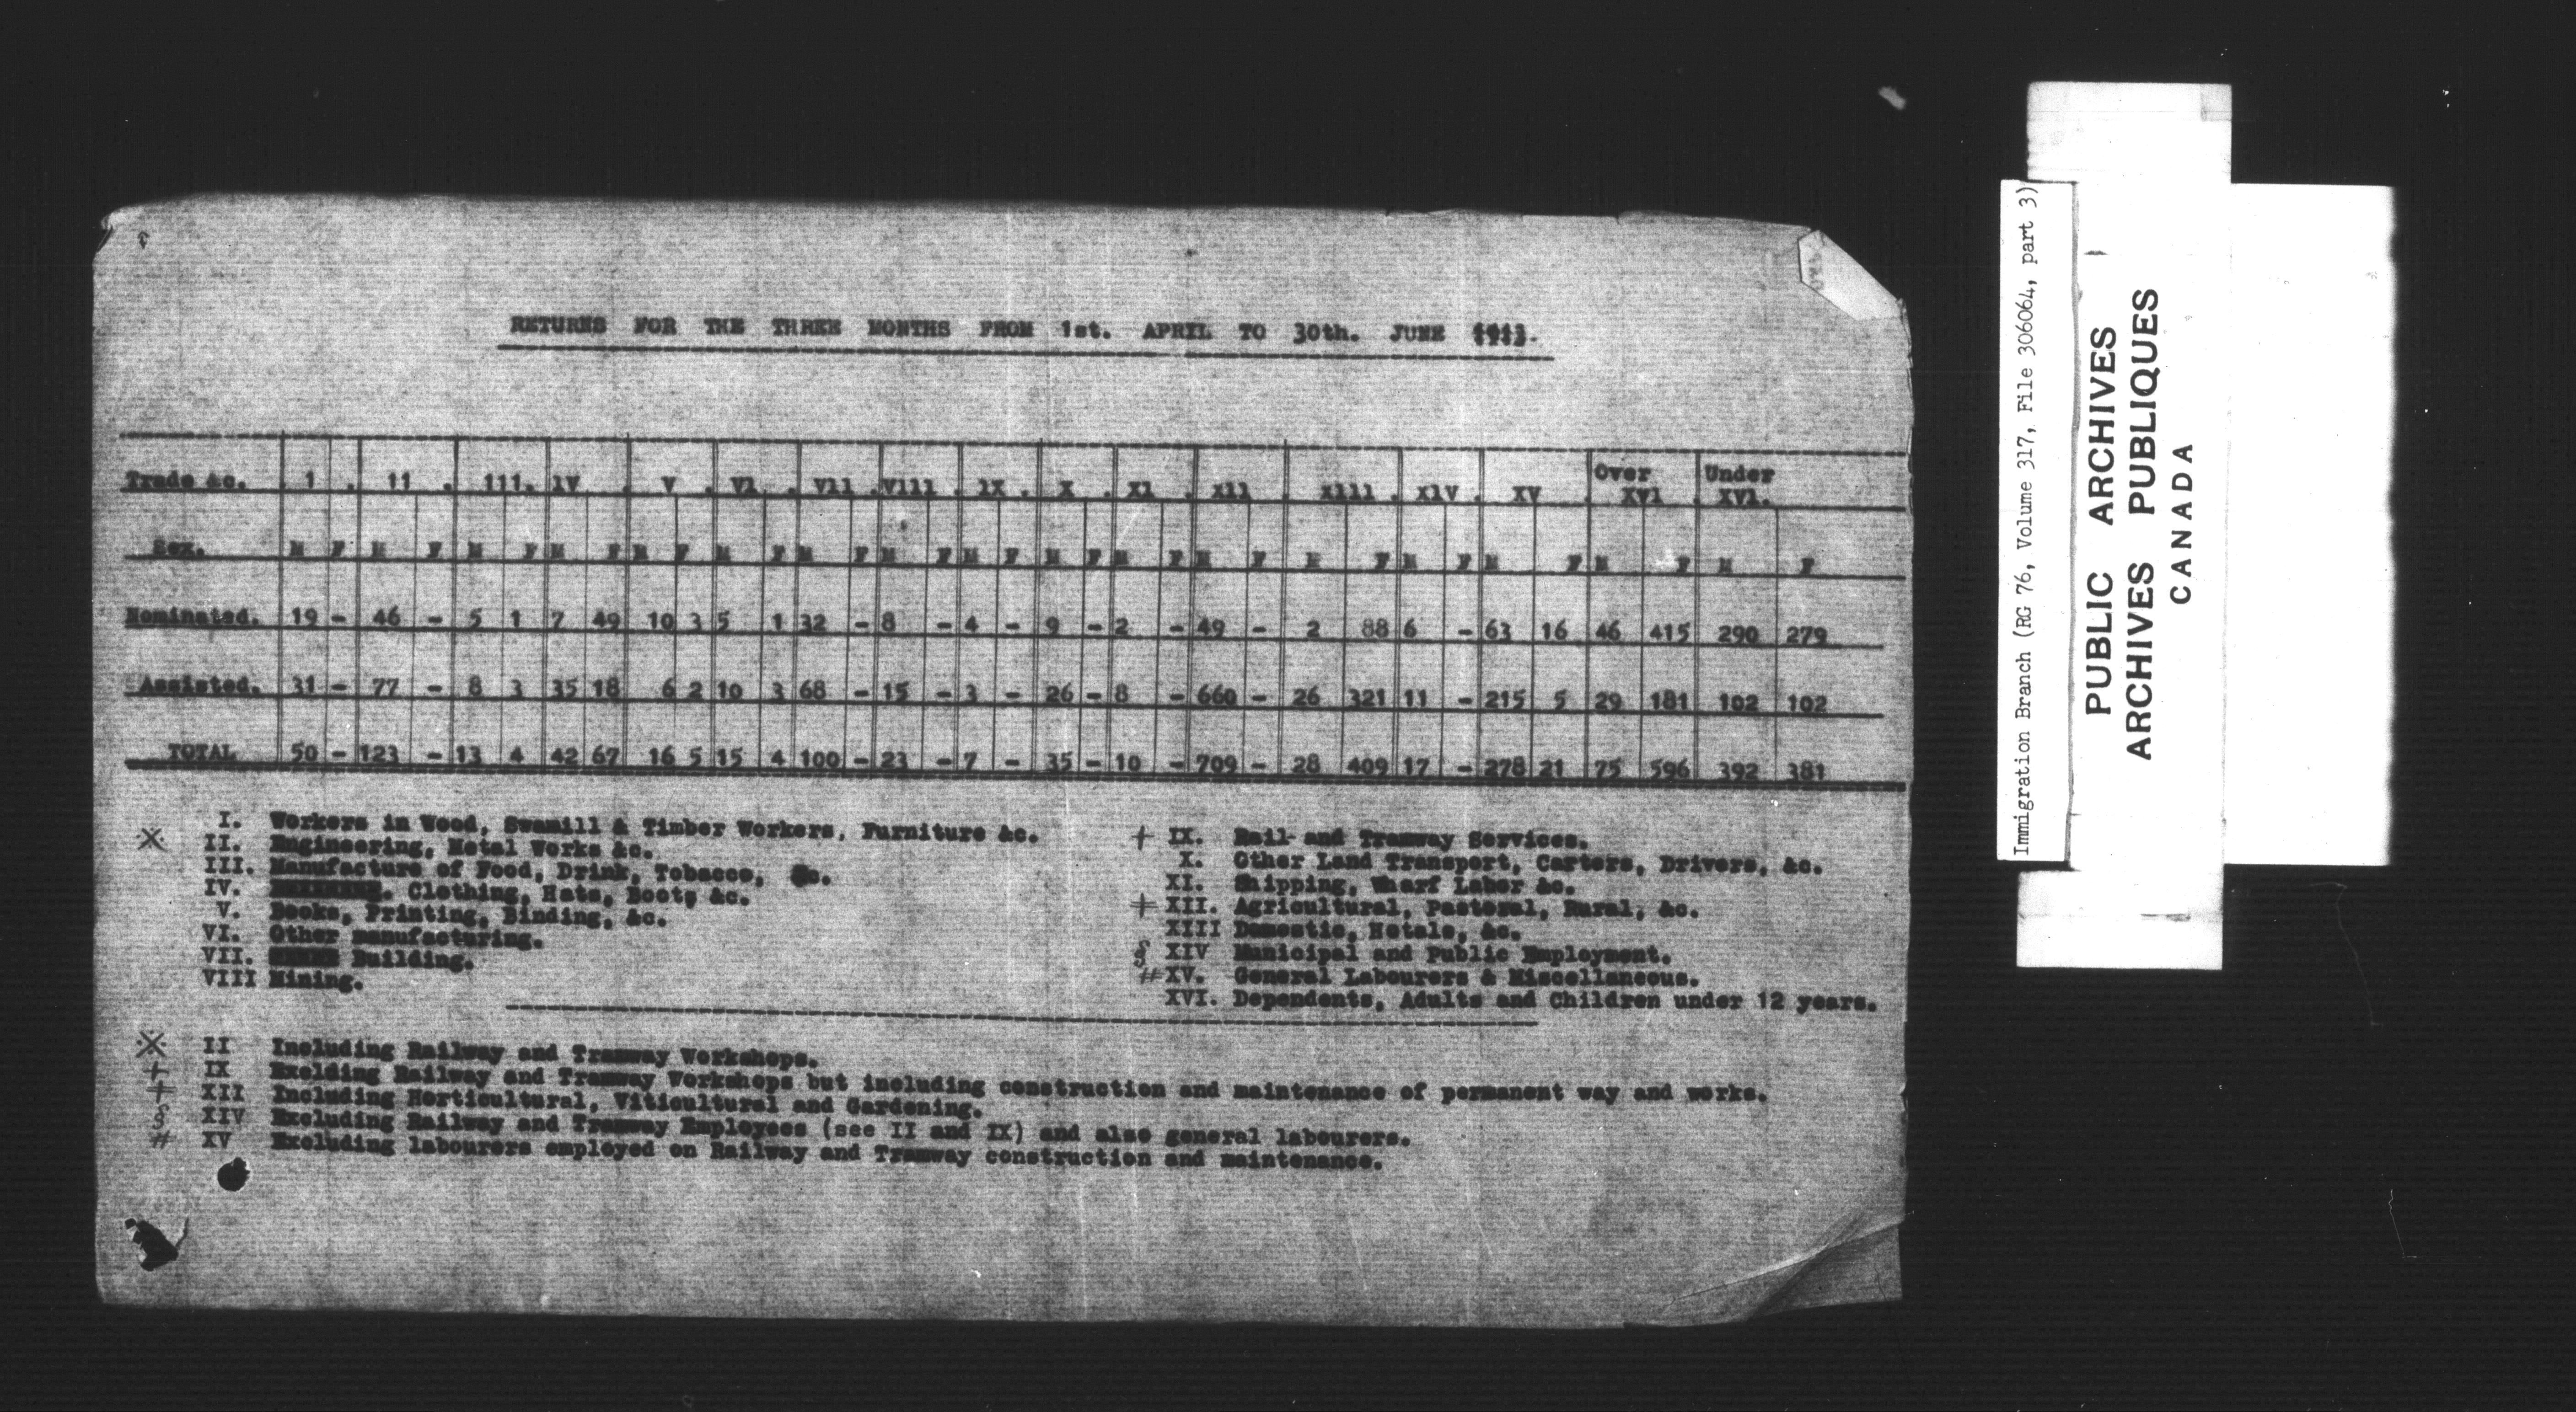 RETURNS FOR THE THREE MONTHS FROM 1st. APRIL TO 30th. JUNE 1913.
Trade &c. 1 . 11 . 111. 1V . V . V1 . V11 . V111 . 1X . X . X1 . X11 X111 . X1V . XV . Over XV1 Under XV1.
Sex. M F M F M F M F M F M F M F M F M F M F M F M F M F M F M F M F M F
Nominated. 19 - 46 - 5 1 7 49 10 3 5 1 32 - 8 - 4 - 9 - 2 - 49 - 2 88 6 - 63 16 46 415 290 279
Assisted. 31 - 77 - 8 3 35 18 6 2 10 3 68 - 15 - 3 - 26 - 8 - 660 - 26 321 11 - 215 5 29 181 102 102
TOTAL 50 - 123 - 13 4 42 67 16 5 15 4 100 - 23 - 7 - 35 - 10 - 709 - 28 409 17 - 278 21 75 596 392 381
I. Workers in Wood, Swamill & Timber Workers, Furniture &c.
※ II. Engineering, Metal Works &c.
III. Manufacture of Food, Drink, Tobacco, &c.
IV. Clothing, Hats, Boots &c.
V. Books, Printing, Binding, &c.
VI. Other manufacturing.
VII. Building.
VIII Mining.
+ IX. Rail- and Tramway Services.
X. Other Land Transport, Carters, Drivers, &c.
XI. Shipping, Wharf Labor &c.
‡ XII. Agricultural, Pastoral, Rural, &c.
XIII Domestic, Hotels, &c.
§ XIV Municipal and Public Employment.
# XV. General Labourers & Miscellaneous.
XVI. Dependents, Adults and Children under 12 years.
※ II Including Railway and Tramway Workshops.
+ IX Exclding Railway and Tramway Workshops but including construction and maintenance of permanent way and works.
‡ XII Including Horticultural, Viticultural and Gardening.
§ XIV Excluding Railway and Tramway Employees (see II and IX) and also general labourers.
# XV Excluding labourers employed on Railway and Tramway construction and maintenance.
Immigration Branch (RG 76, Volume 317, File 30604, part 3)
PUBLIC ARCHIVES
ARCHIVES PUBLIQUES
CANADA